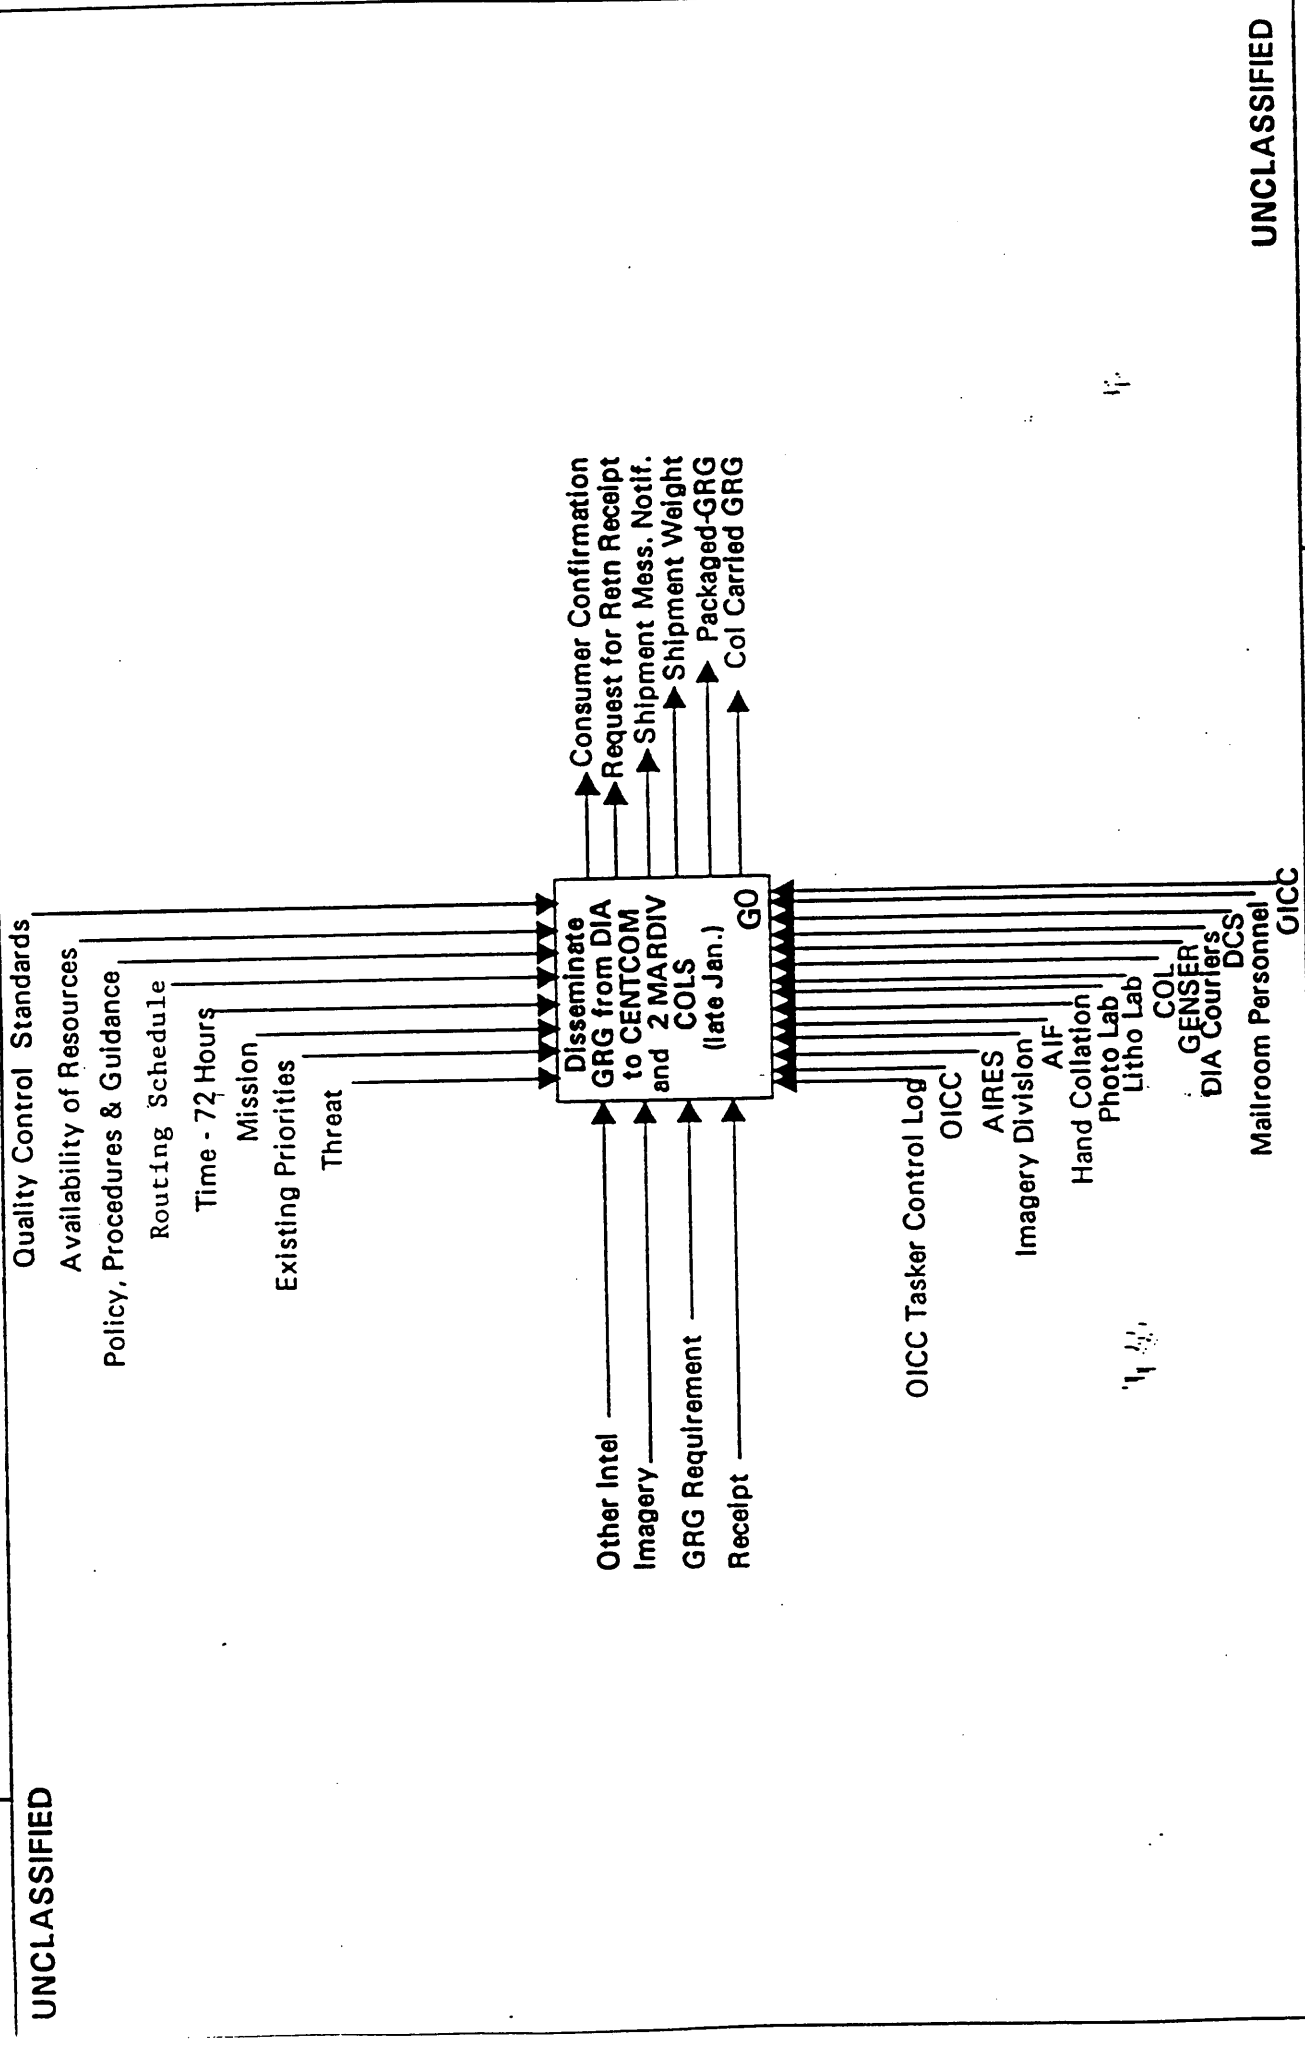 UNCLASSIFIED
Quality Control Standards
Availability of Resources
Policy, Procedures & Guidance
Routing Schedule
Time - 72 Hours
Mission
Existing Priorities
Threat
Other Intel
Imagery
GRG Requirement
Receipt
Disseminate
GRG from DIA
to CENTCOM
and 2 MARDIV
COLS
(late Jan.)
GO
Consumer Confirmation
Request for Retn Receipt
Shipment Mess. Notif.
Shipment Weight
Packaged-GRG
Col Carried GRG
OICC Tasker Control Log
OICC
AIRES
Imagery Division
AIF
Hand Collation
Photo Lab
Litho Lab
COL
GENSER
DIA Couriers
DCS
Mailroom Personnel
OICC
UNCLASSIFIED